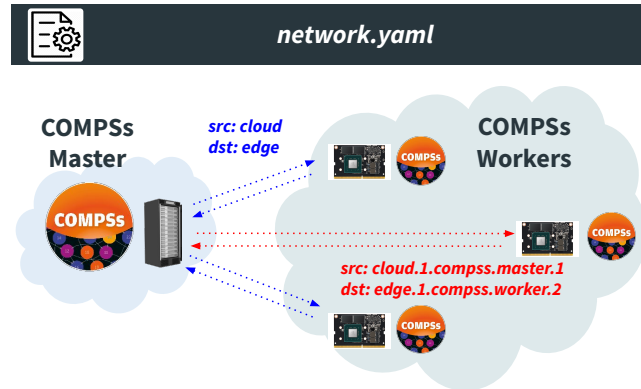 network.yaml
COMPSs
Master
COMPSs
src: cloud
dst: edge
COMPSs
Workers
COMPSs
COMPSs
src: cloud.1.compss.master.1
dst: edge.1.compss.worker.2
COMPSs